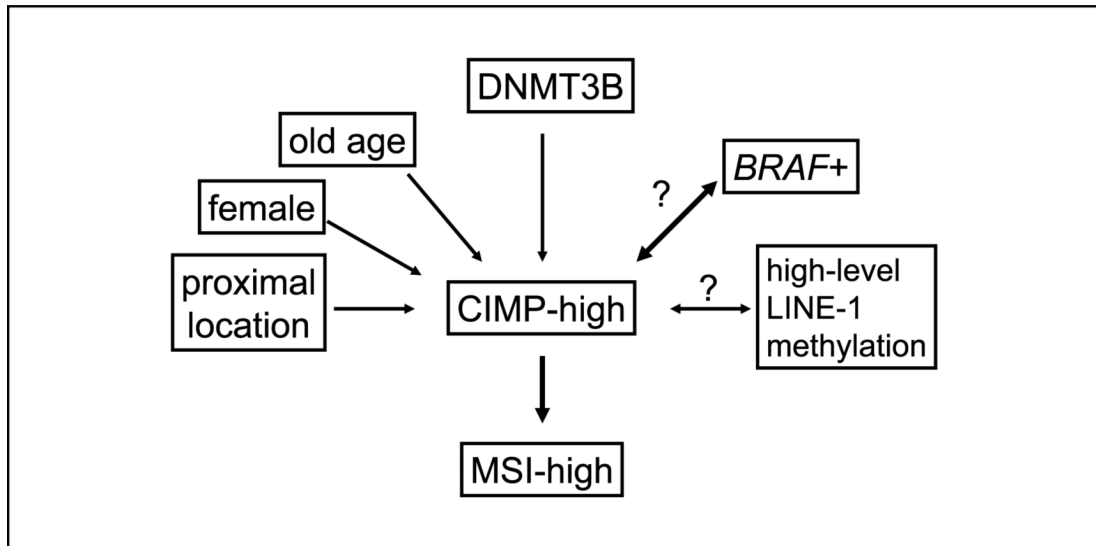 DNMT3B
old age
BRAF+
?
female
proximal
location
CIMP-high
?
high-level
LINE-1
methylation
MSI-high